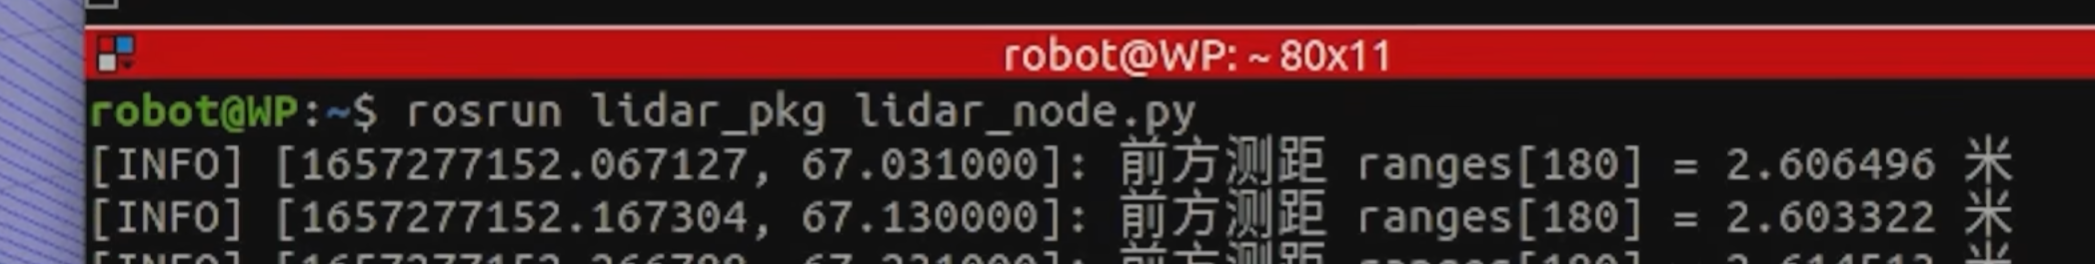 robot@WP: ~ 80x11
robot@WP:~$ rosrun lidar_pkg lidar_node.py
[INFO] [1657277152.067127, 67.031000]: 前方测距 ranges[180] = 2.606496 米
[INFO] [1657277152.167304, 67.130000]: 前方测距 ranges[180] = 2.603322 米